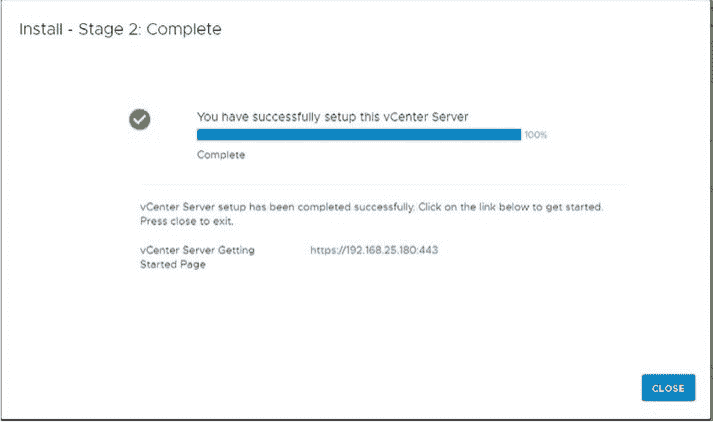 Install - Stage 2: Complete
You have successfully setup this vCenter Server
100%
Complete
vCenter Server setup has been completed successfully. Click on the link below to get started.
Press close to exit.
vCenter Server Getting https://192.168.25.180:443
Started Page
CLOSE